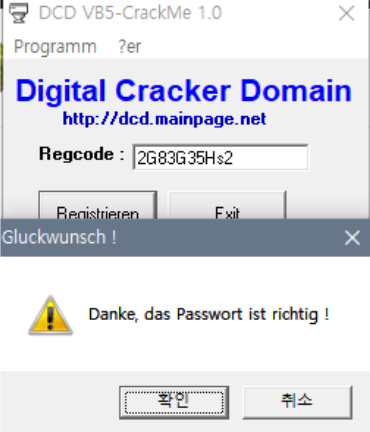 DCD VB5-CrackMe 1.0
Programm ?er
Digital Cracker Domain
http://dcd.mainpage.net
Regcode : 2G83G35Hs2
Registrieren Exit
Gluckwunsch !
Danke, das Passwort ist richtig !
확인 취소